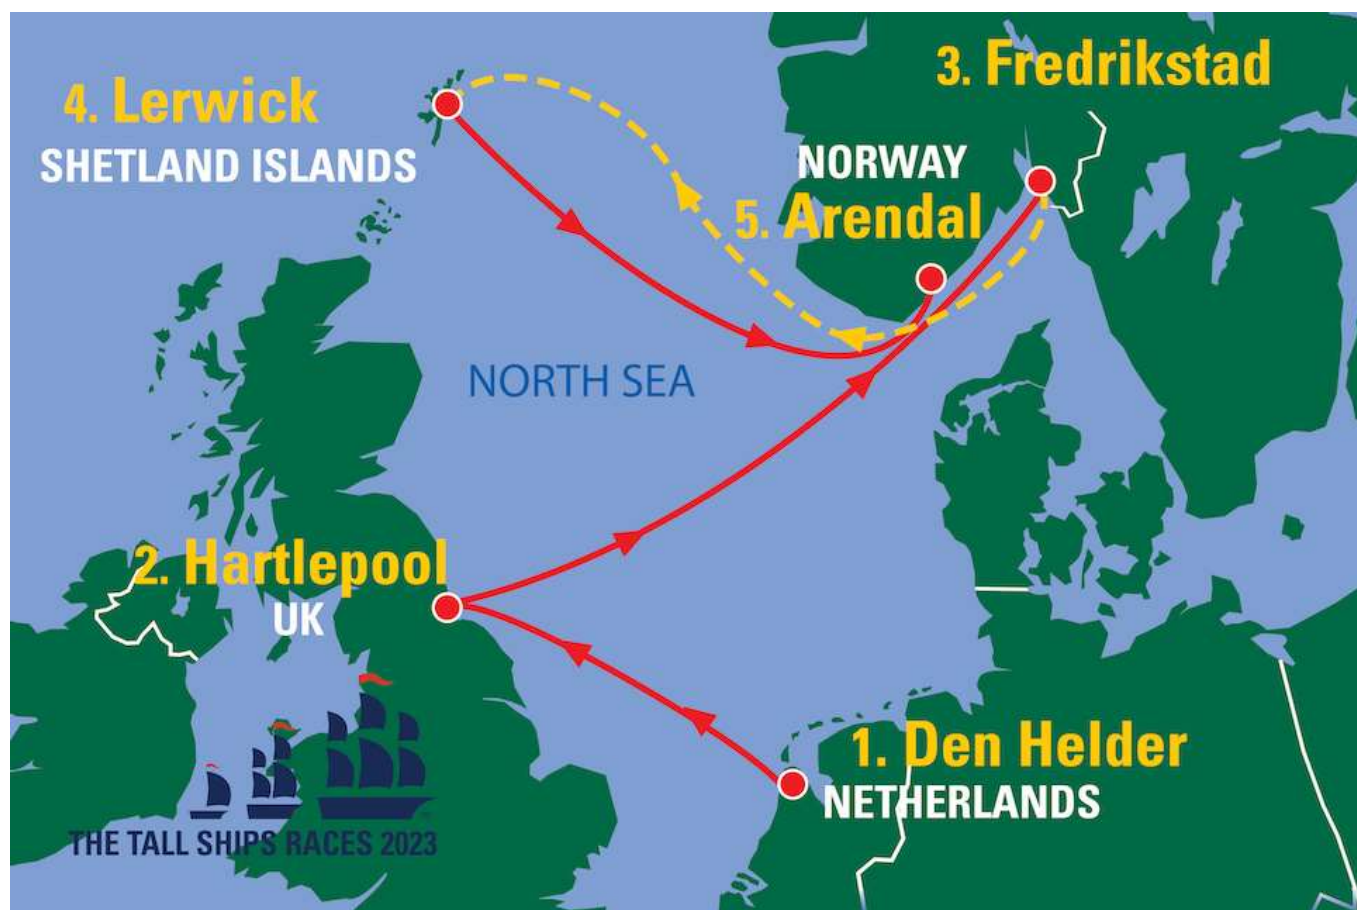 3. Fredrikstad
4. Lerwick
SHETLAND ISLANDS
NORWAY
5. Arendal
NORTH SEA
2. Hartlepool
UK
1. Den Helder
NETHERLANDS
THE TALL SHIPS RACES 2023